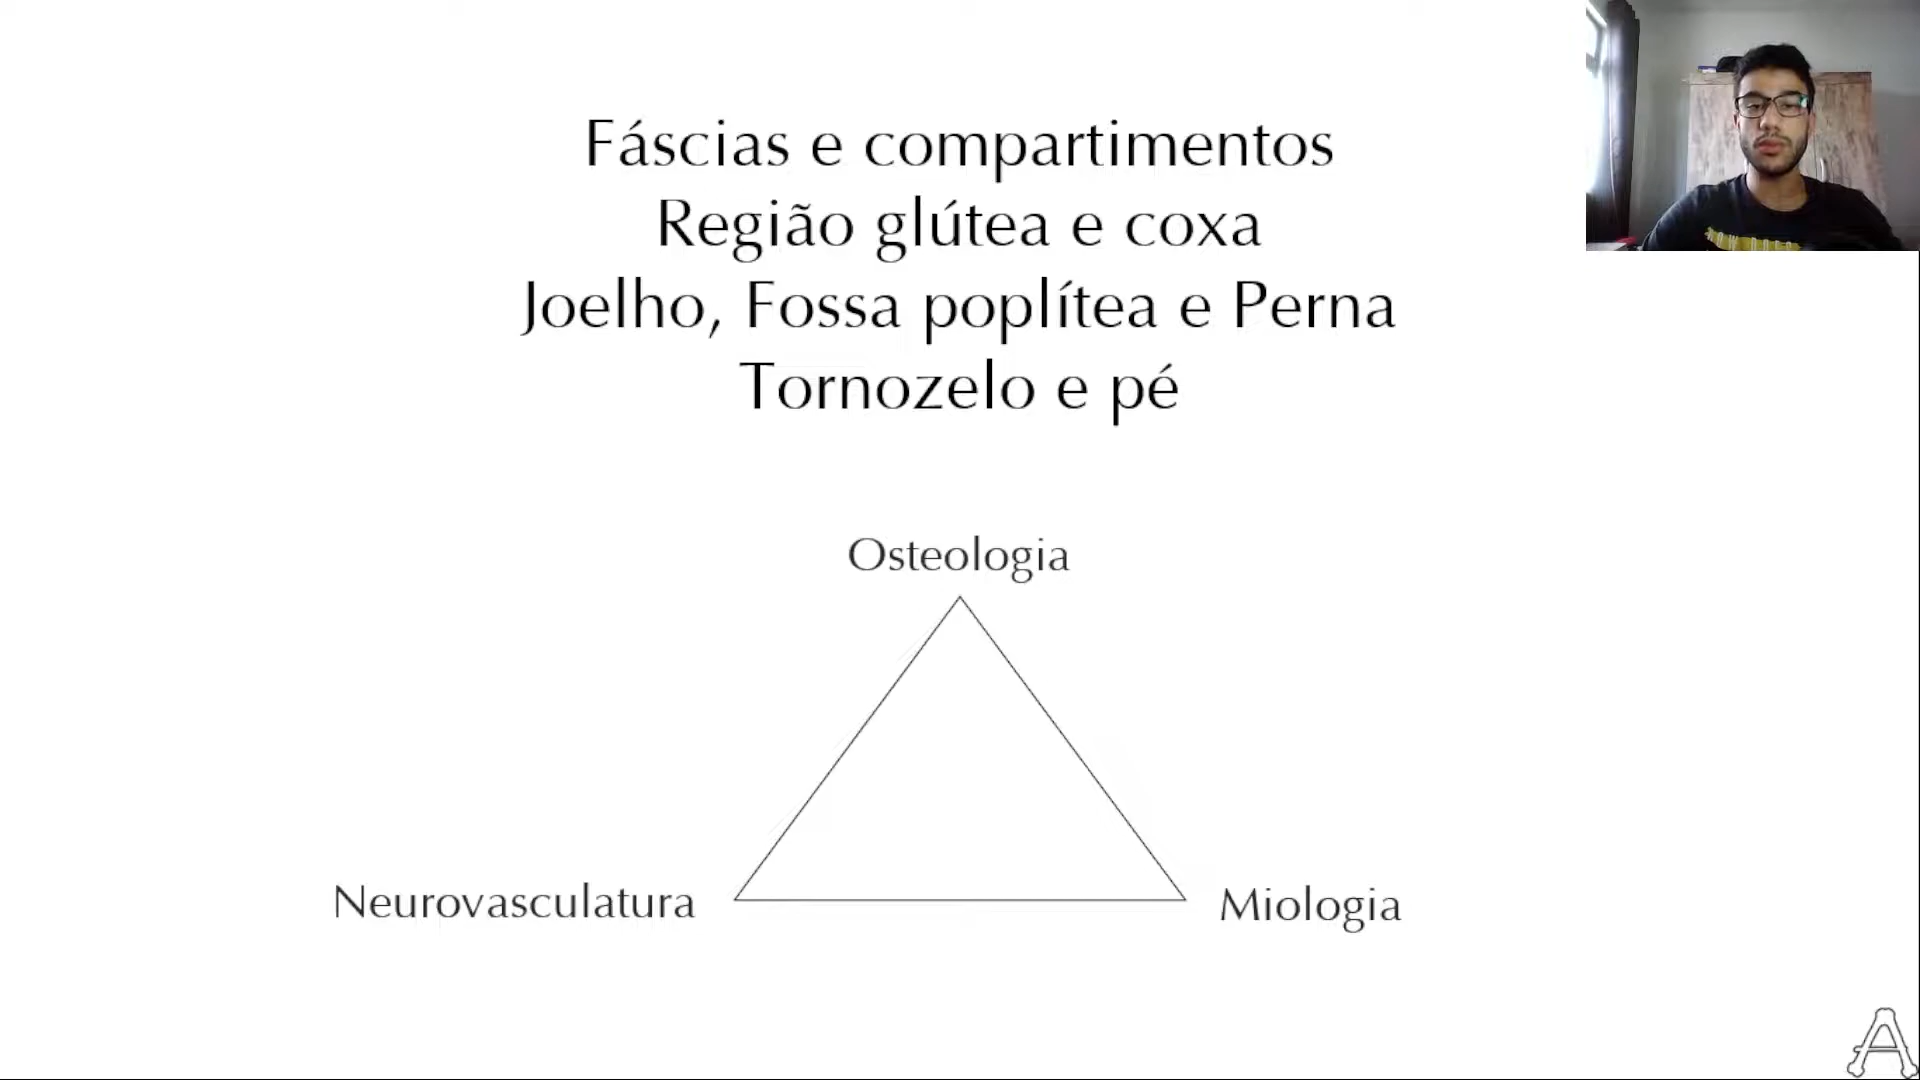 Fáscias e compartimentos
Região glútea e coxa
Joelho, Fossa poplítea e Perna
Tornozelo e pé
Osteologia
Neurovasculatura
Miologia
A